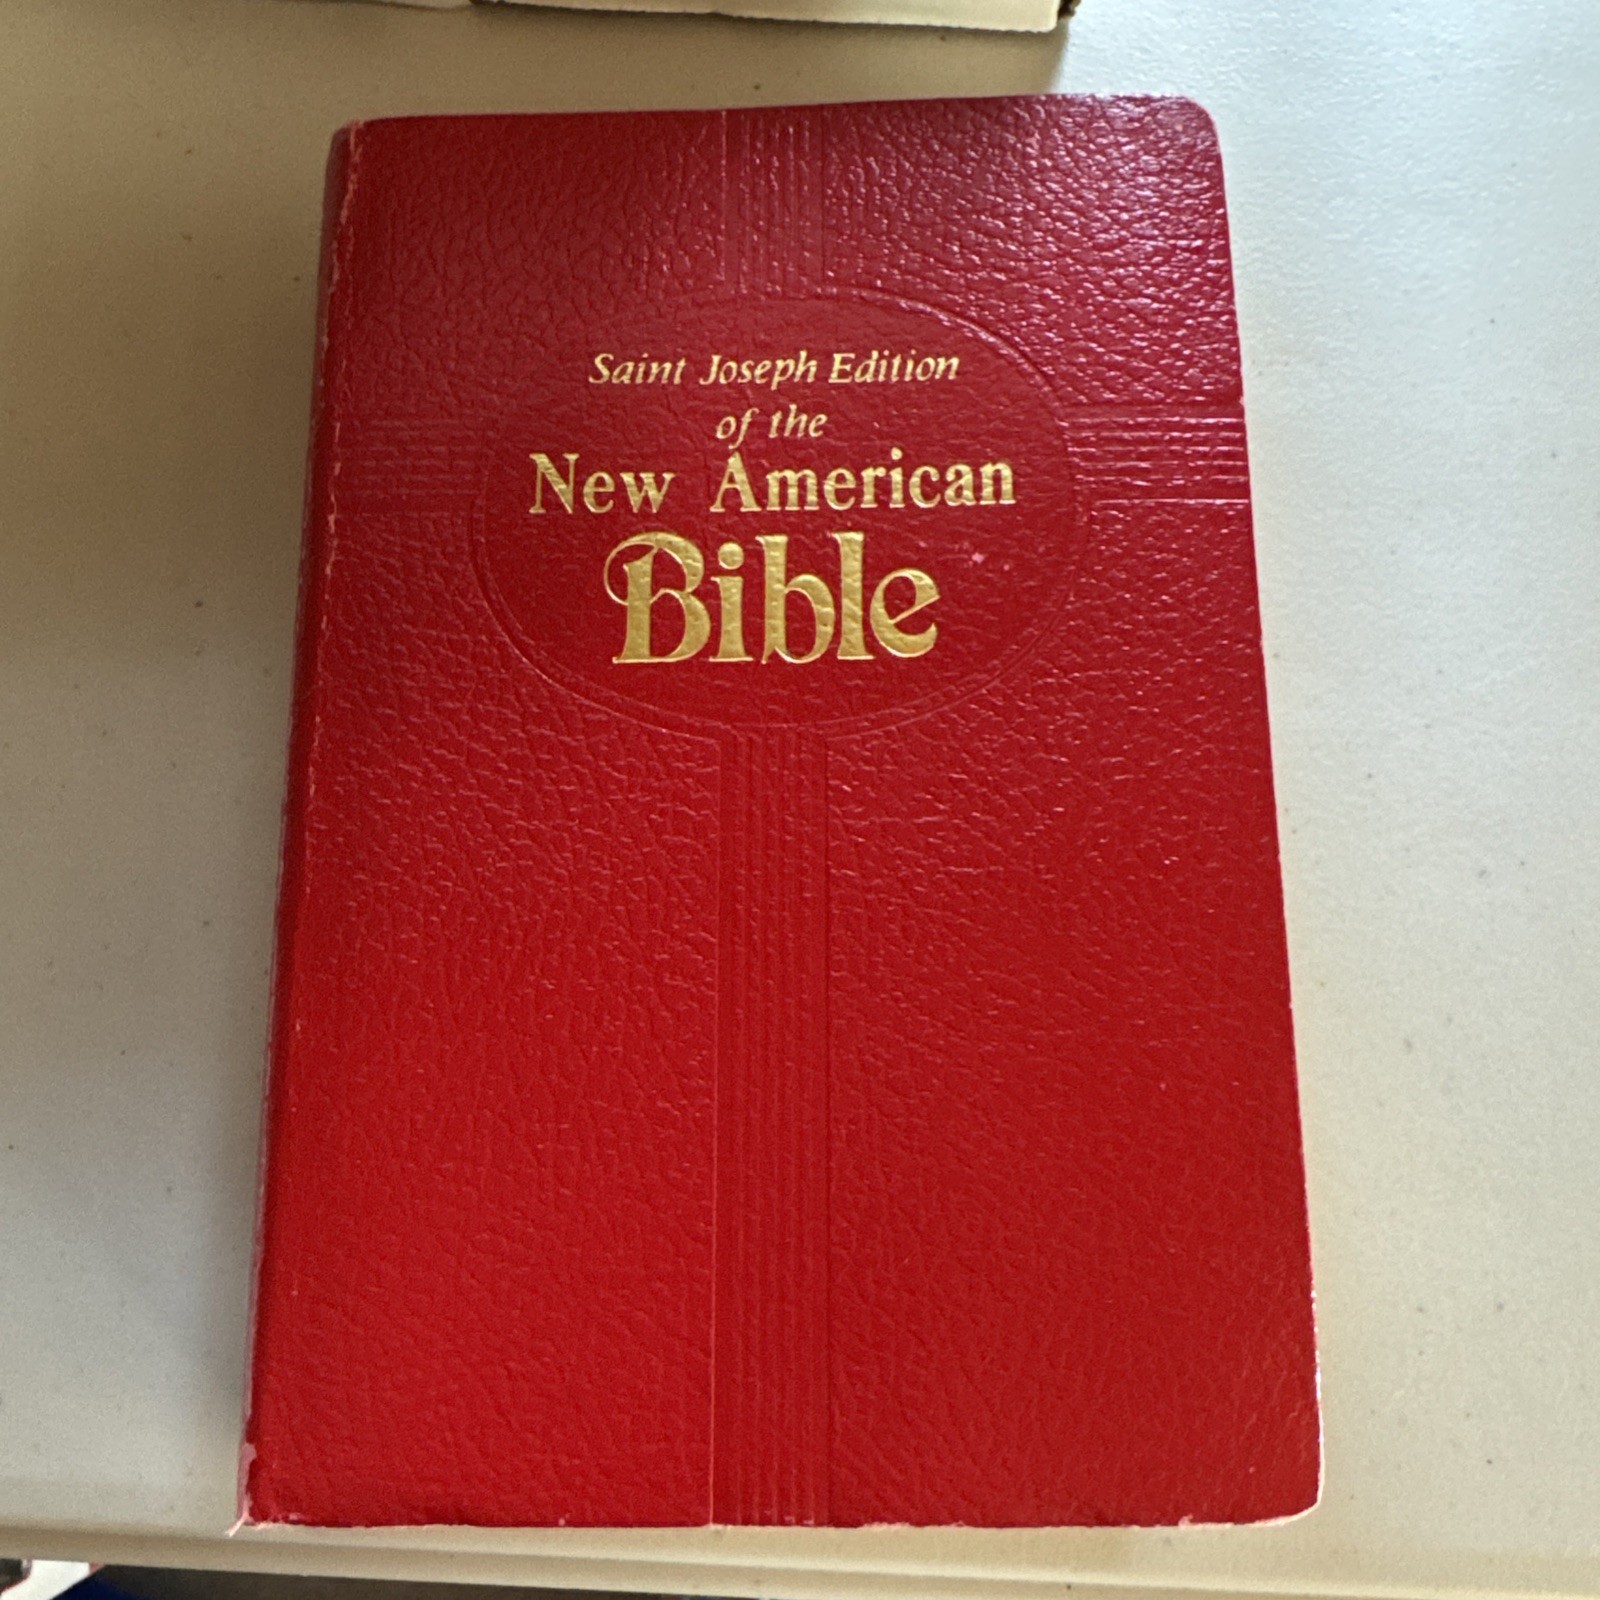 Saint Joseph Edition
of the
New American
Bible